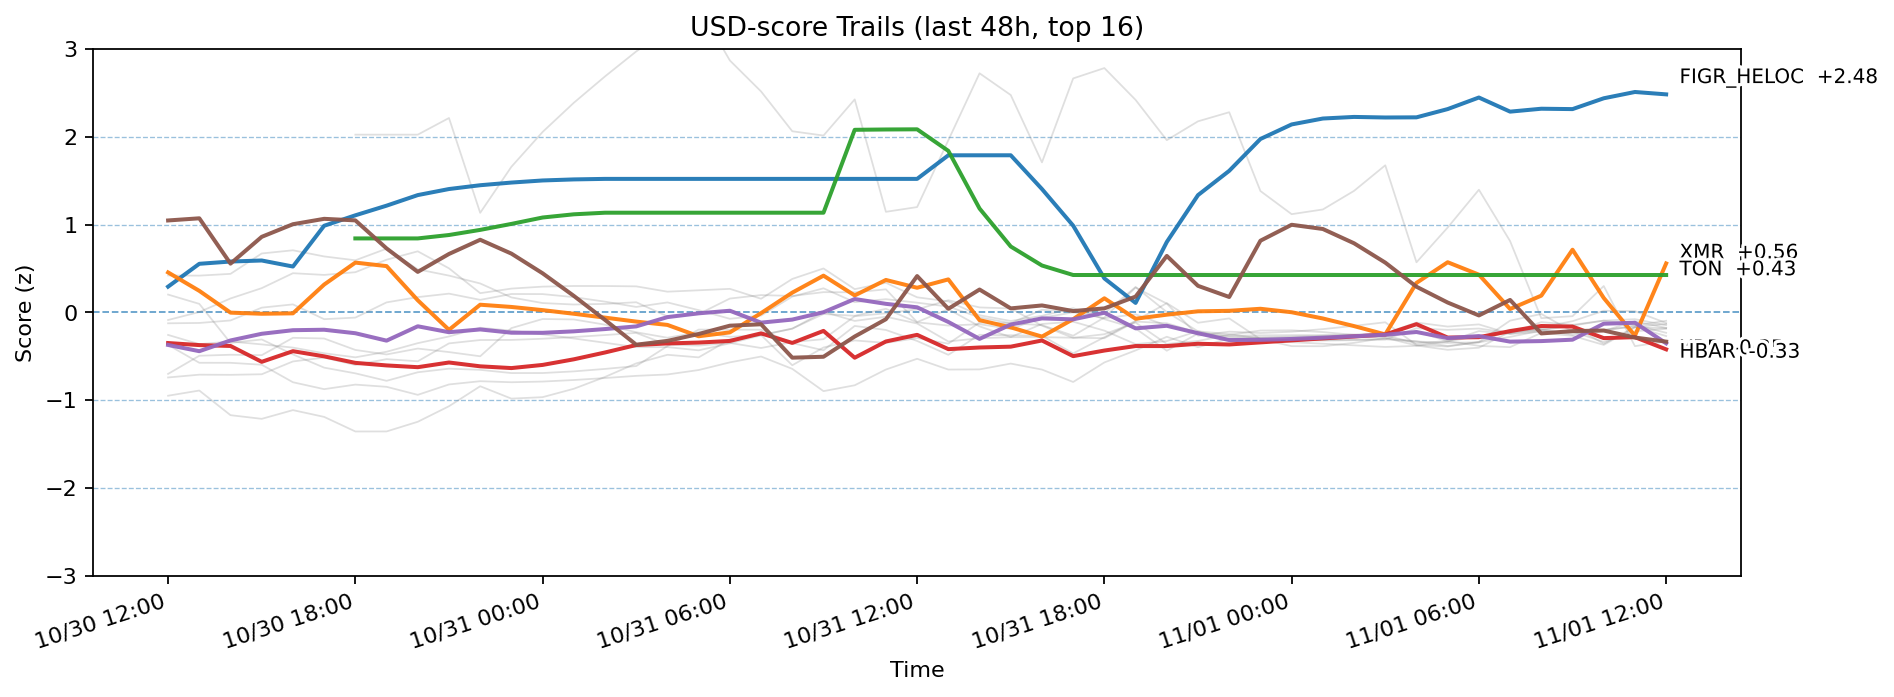 USD-score Trails (last 48h, top 16)
3
2
1
0
−1
−2
−3
Score (z)
FIGR_HELOC +2.48
XMR +0.56
TON +0.43
HBAR -0.33
10/30 12:00
10/30 18:00
10/31 00:00
10/31 06:00
10/31 12:00
10/31 18:00
11/01 00:00
11/01 06:00
11/01 12:00
Time